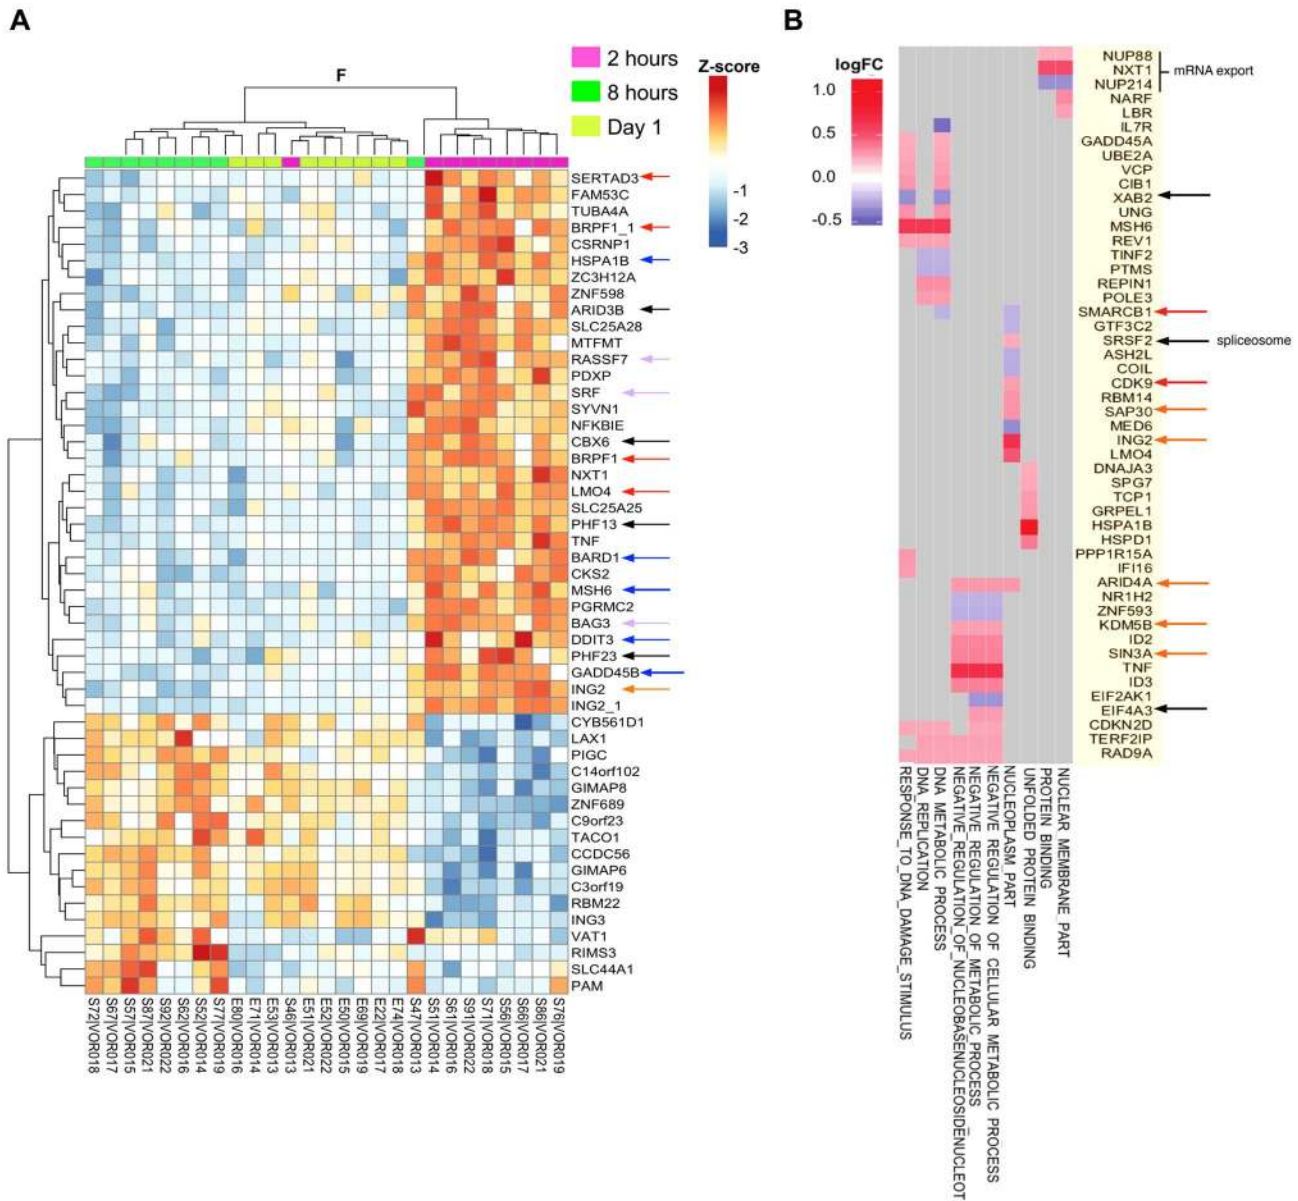 A
B
F
2 hours
8 hours
Day 1
Z-score
-1
-2
-3
SERTAD3
FAM53C
TUBA4A
BRPF1_1
CSRNP1
HSPA1B
ZC3H12A
ZNF598
ARID3B
SLC25A28
MTFMT
RASSF7
PDXP
SRF
SYVN1
NFKBIE
CBX6
BRPF1
NXT1
LMO4
SLC25A25
PHF13
TNF
BARD1
CKS2
MSH6
PGRMC2
BAG3
DDIT3
PHF23
GADD45B
ING2
ING2_1
CYB561D1
LAX1
PIGC
C14orf102
GIMAP8
ZNF689
C9orf23
TACO1
CCDC56
GIMAP6
C3orf19
RBM22
ING3
VAT1
RIMS3
SLC44A1
PAM
S72|VOR018
S67|VOR017
S57|VOR015
S87|VOR021
S92|VOR022
S62|VOR016
S52|VOR014
S77|VOR019
E80|VOR016
E71|VOR014
E53|VOR013
S46|VOR013
E51|VOR021
E52|VOR022
E50|VOR015
E69|VOR019
E22|VOR017
E74|VOR018
S47|VOR013
S51|VOR014
S61|VOR016
S91|VOR022
S71|VOR018
S56|VOR015
S66|VOR017
S86|VOR021
S76|VOR019
logFC
1.0
0.5
0.0
-0.5
NUP88
NXT1
NUP214
mRNA export
NARF
LBR
IL7R
GADD45A
UBE2A
VCP
CIB1
XAB2
UNG
MSH6
REV1
TINF2
PTMS
REPIN1
POLE3
SMARCB1
GTF3C2
SRSF2
spliceosome
ASH2L
COIL
CDK9
RBM14
SAP30
MED6
ING2
LMO4
DNAJA3
SPG7
TCP1
GRPEL1
HSPA1B
HSPD1
PPP1R15A
IFI16
ARID4A
NR1H2
ZNF593
KDM5B
ID2
SIN3A
TNF
ID3
EIF2AK1
EIF4A3
CDKN2D
TERF2IP
RAD9A
RESPONSE_TO_DNA_DAMAGE_STIMULUS
DNA_REPLICATION
DNA_METABOLIC_PROCESS
NEGATIVE_REGULATION_OF_NUCLEOBASENUCLEOSIDENUCLEOT
NEGATIVE_REGULATION_OF_METABOLIC_PROCESS
NEGATIVE_REGULATION_OF_CELLULAR_METABOLIC_PROCESS
NUCLEOPLASM_PART
UNFOLDED_PROTEIN_BINDING
PROTEIN_BINDING
NUCLEAR_MEMBRANE_PART